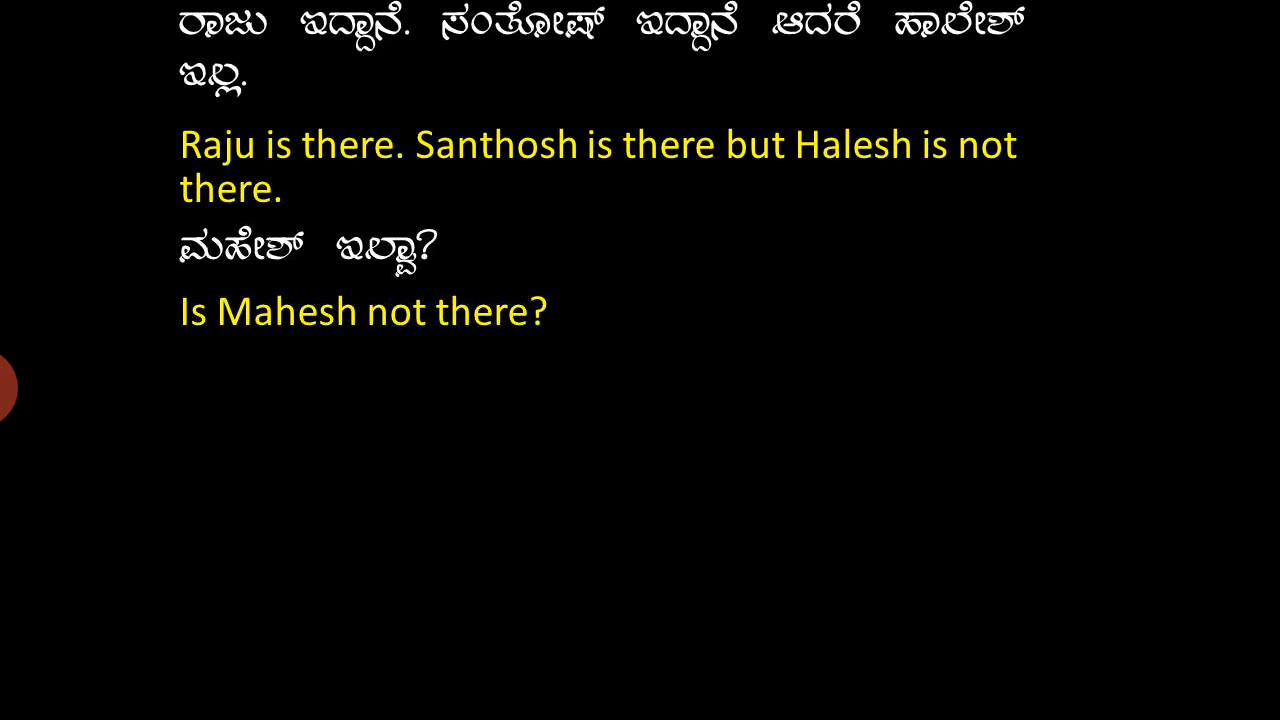 ರಾಜು ಇದ್ದಾನೆ. ಸಂತೋಷ್ ಇದ್ದಾನೆ ಆದರೆ ಹಾಲೇಶ್
ಇಲ್ಲ.
Raju is there. Santhosh is there but Halesh is not
there.
ಮಹೇಶ್ ಇಲ್ವಾ?
Is Mahesh not there?